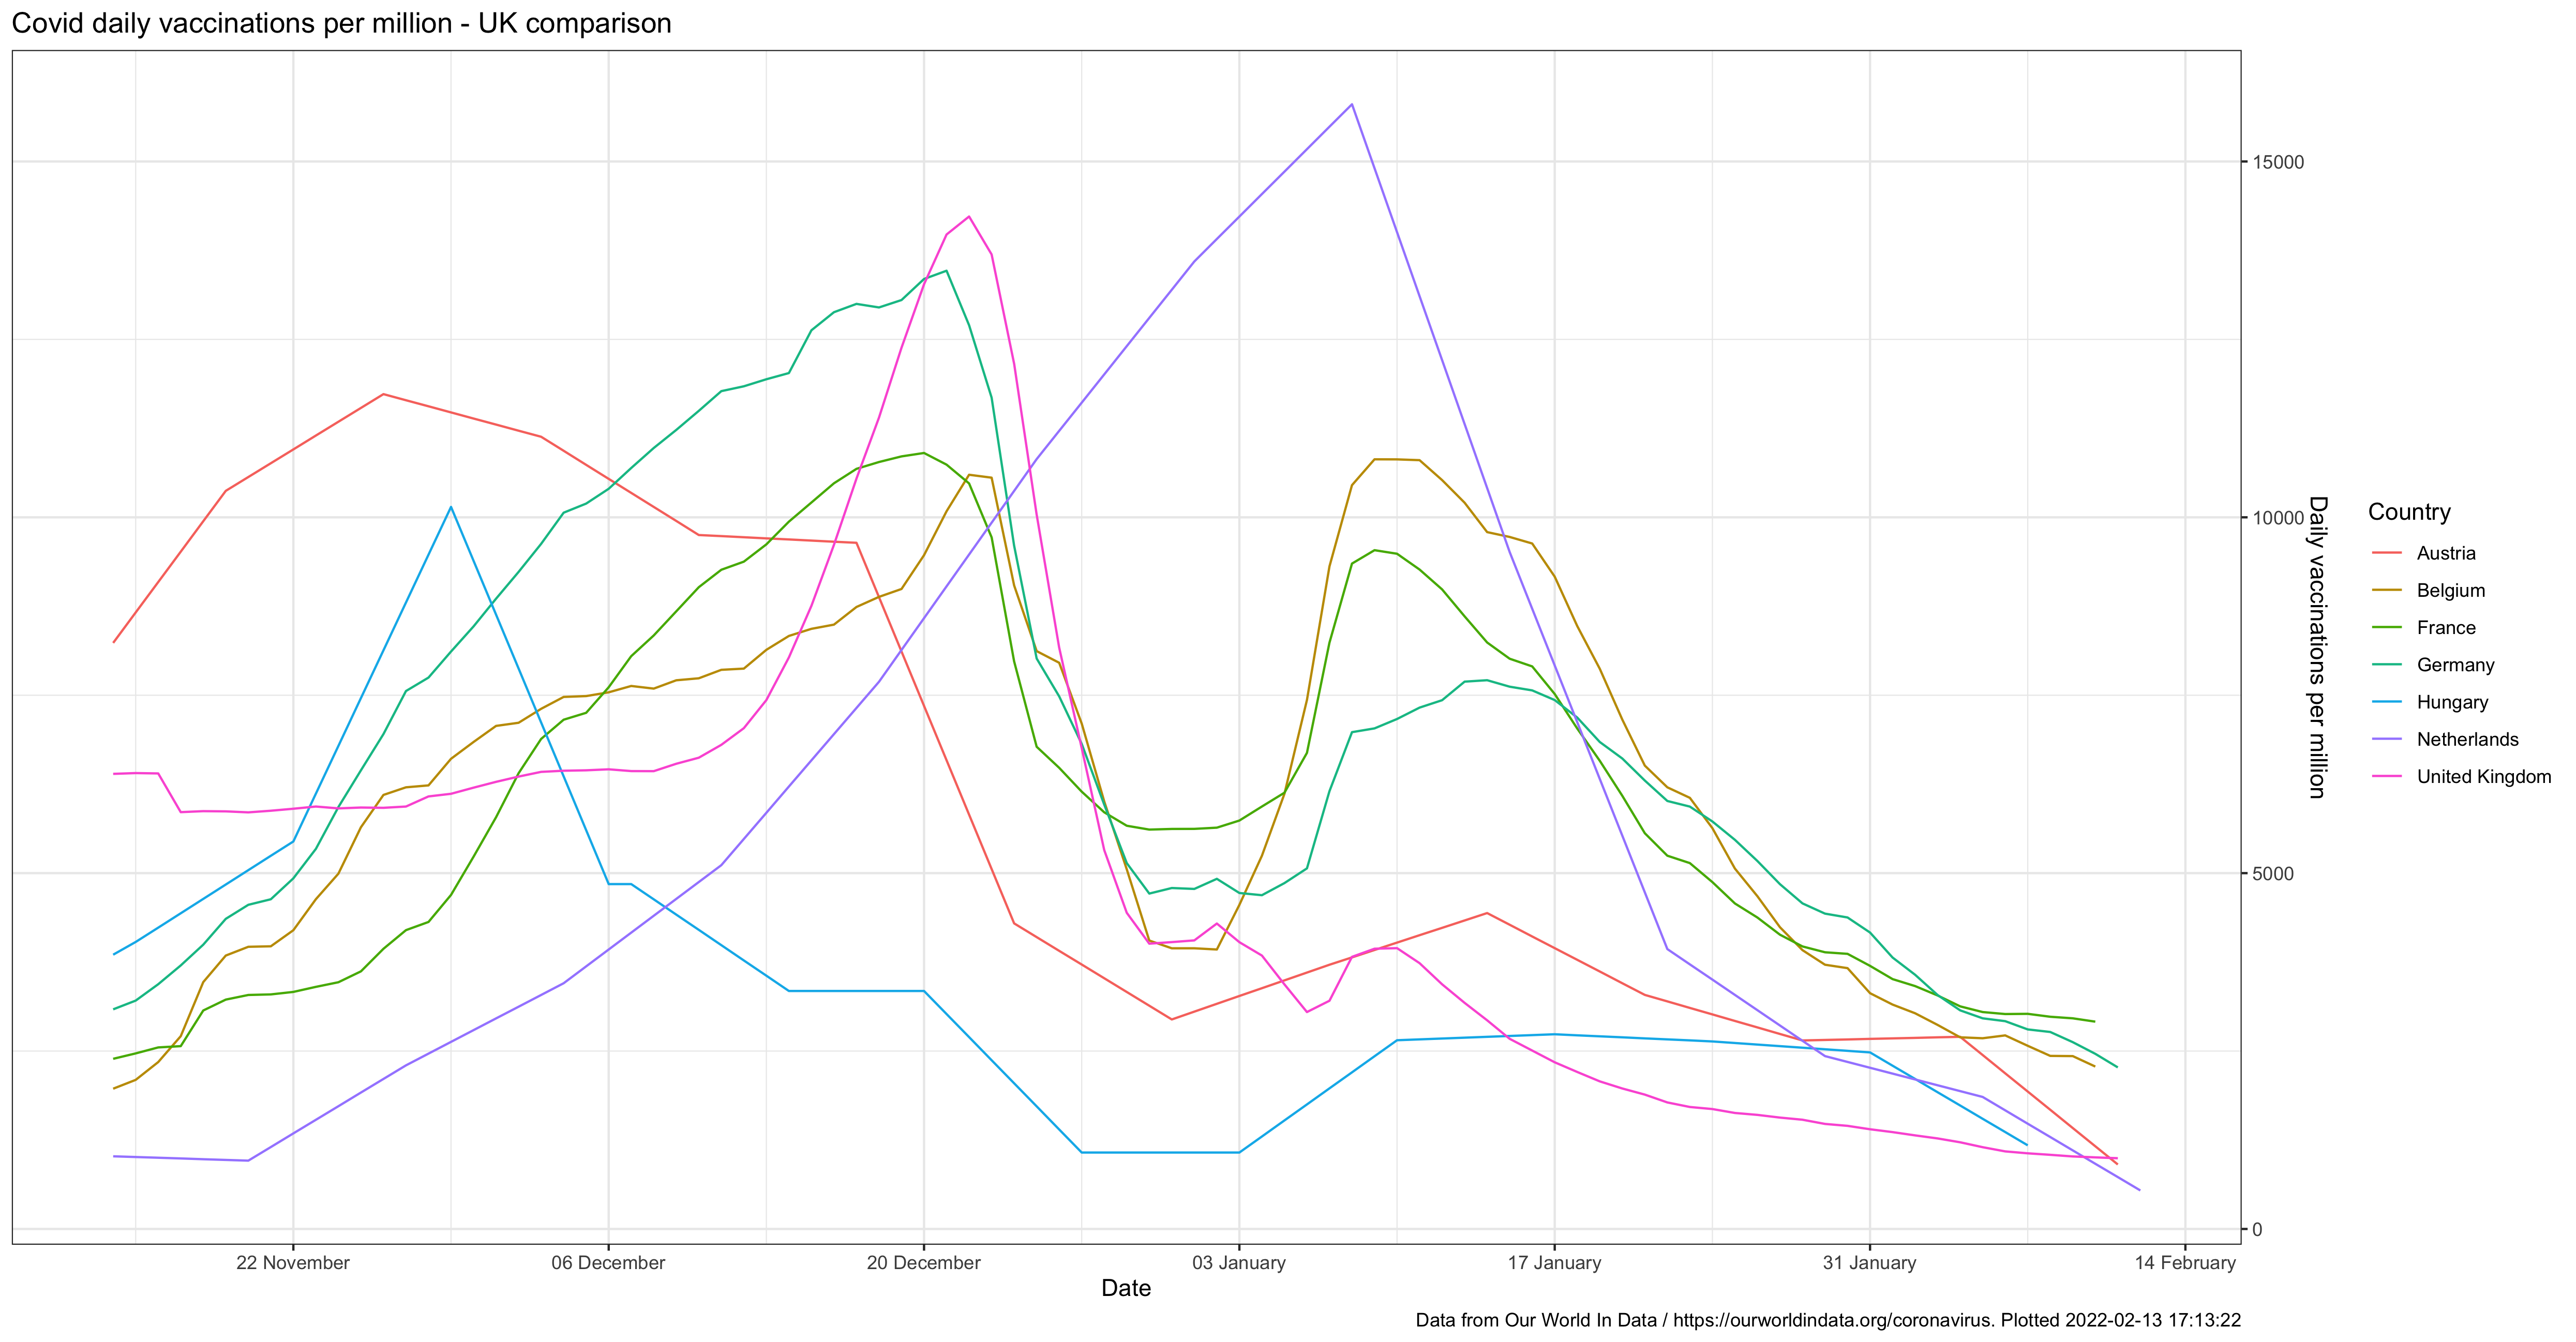 Covid daily vaccinations per million - UK comparison
15000
10000
5000
0
Daily vaccinations per million
22 November
06 December
20 December
03 January
17 January
31 January
14 February
Date
Country
Austria
Belgium
France
Germany
Hungary
Netherlands
United Kingdom
Data from Our World In Data / https://ourworldindata.org/coronavirus. Plotted 2022-02-13 17:13:22